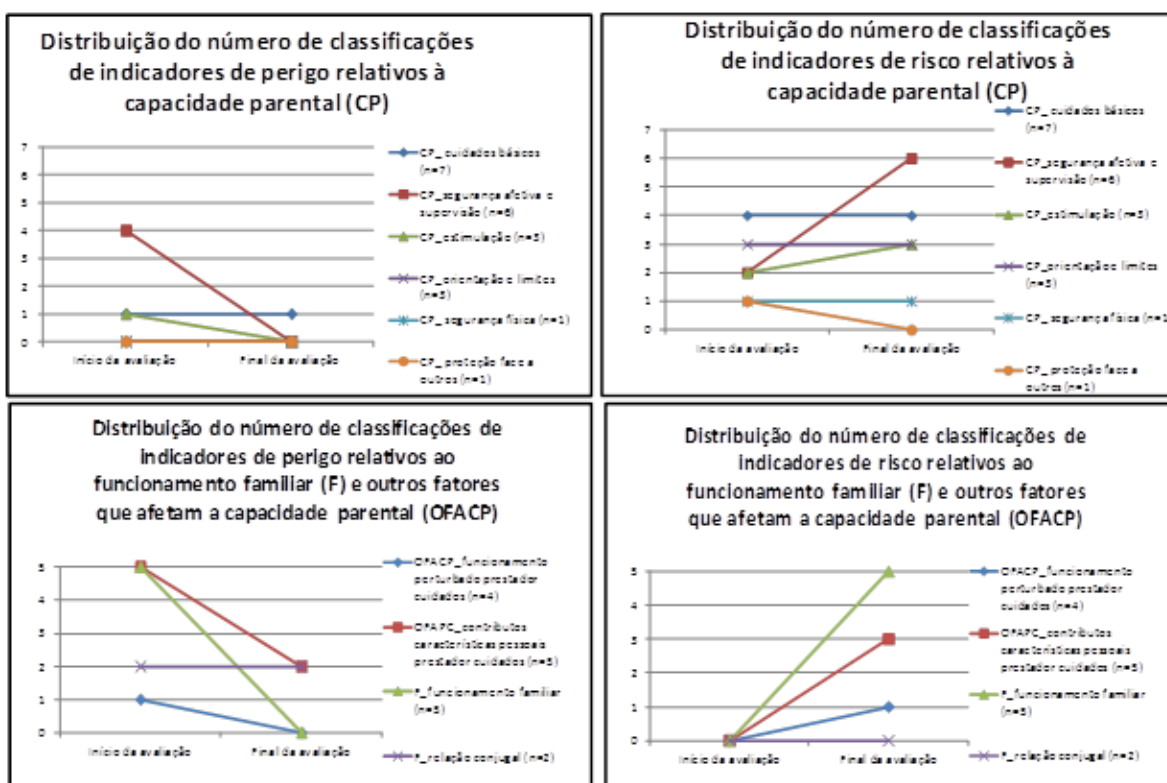 Distribuição do número de classificações
de indicadores de perigo relativos à
capacidade parental (CP)
7
6
5
4
3
2
1
0
Início da avaliação
Final da avaliação
CP_ cuidados básicos
(n=7)
CP_segurança afetiva e
supervisão (n=6)
CP_estimulação (n=3)
CP_orientação e limites
(n=3)
CP_ segurança física (n=1)
CP_ proteção face a
outros (n=1)
Distribuição do número de classificações
de indicadores de risco relativos à
capacidade parental (CP)
7
6
5
4
3
2
1
0
Início da avaliação
Final da avaliação
CP_ cuidados básicos
(n=7)
CP_segurança afetiva e
supervisão (n=6)
CP_estimulação (n=3)
CP_orientação e limites
(n=3)
CP_ segurança física (n=1
CP_ proteção face a
outros (n=1)
Distribuição do número de classificações de
indicadores de perigo relativos ao
funcionamento familiar (F) e outros fatores
que afetam a capacidade parental (OFACP)
5
4
3
2
1
0
Início da avaliação
Final da avaliação
OFACP_funcionamento
perturbado prestador
cuidados (n=4)
OFAPC_contributos
características pessoais
prestador cuidados (n=5)
F_funcionamento familiar
(n=5)
F_relação conjugal (n=2)
Distribuição do número de classificações de
indicadores de risco relativos ao
funcionamento familiar (F) e outros fatores
que afetam a capacidade parental (OFACP)
5
4
3
2
1
0
Início da avaliação
Final da avaliação
OFACP_funcionamento
perturbado prestador
cuidados (n=4)
OFAPC_contributos
características pessoais
prestador cuidados (n=5)
F_funcionamento familiar
(n=5)
F_relação conjugal (n=2)